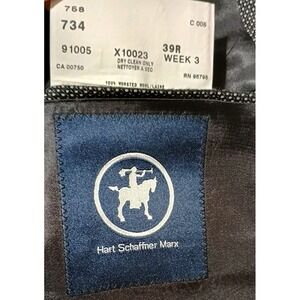 768
C 006
734
91005 X10023 39R
DRY CLEAN ONLY WEEK 3
CA 00750 NETTOYER A SEC RN 95795
100% WORSTED WOOL/LAINE
Hart Schaffner Marx